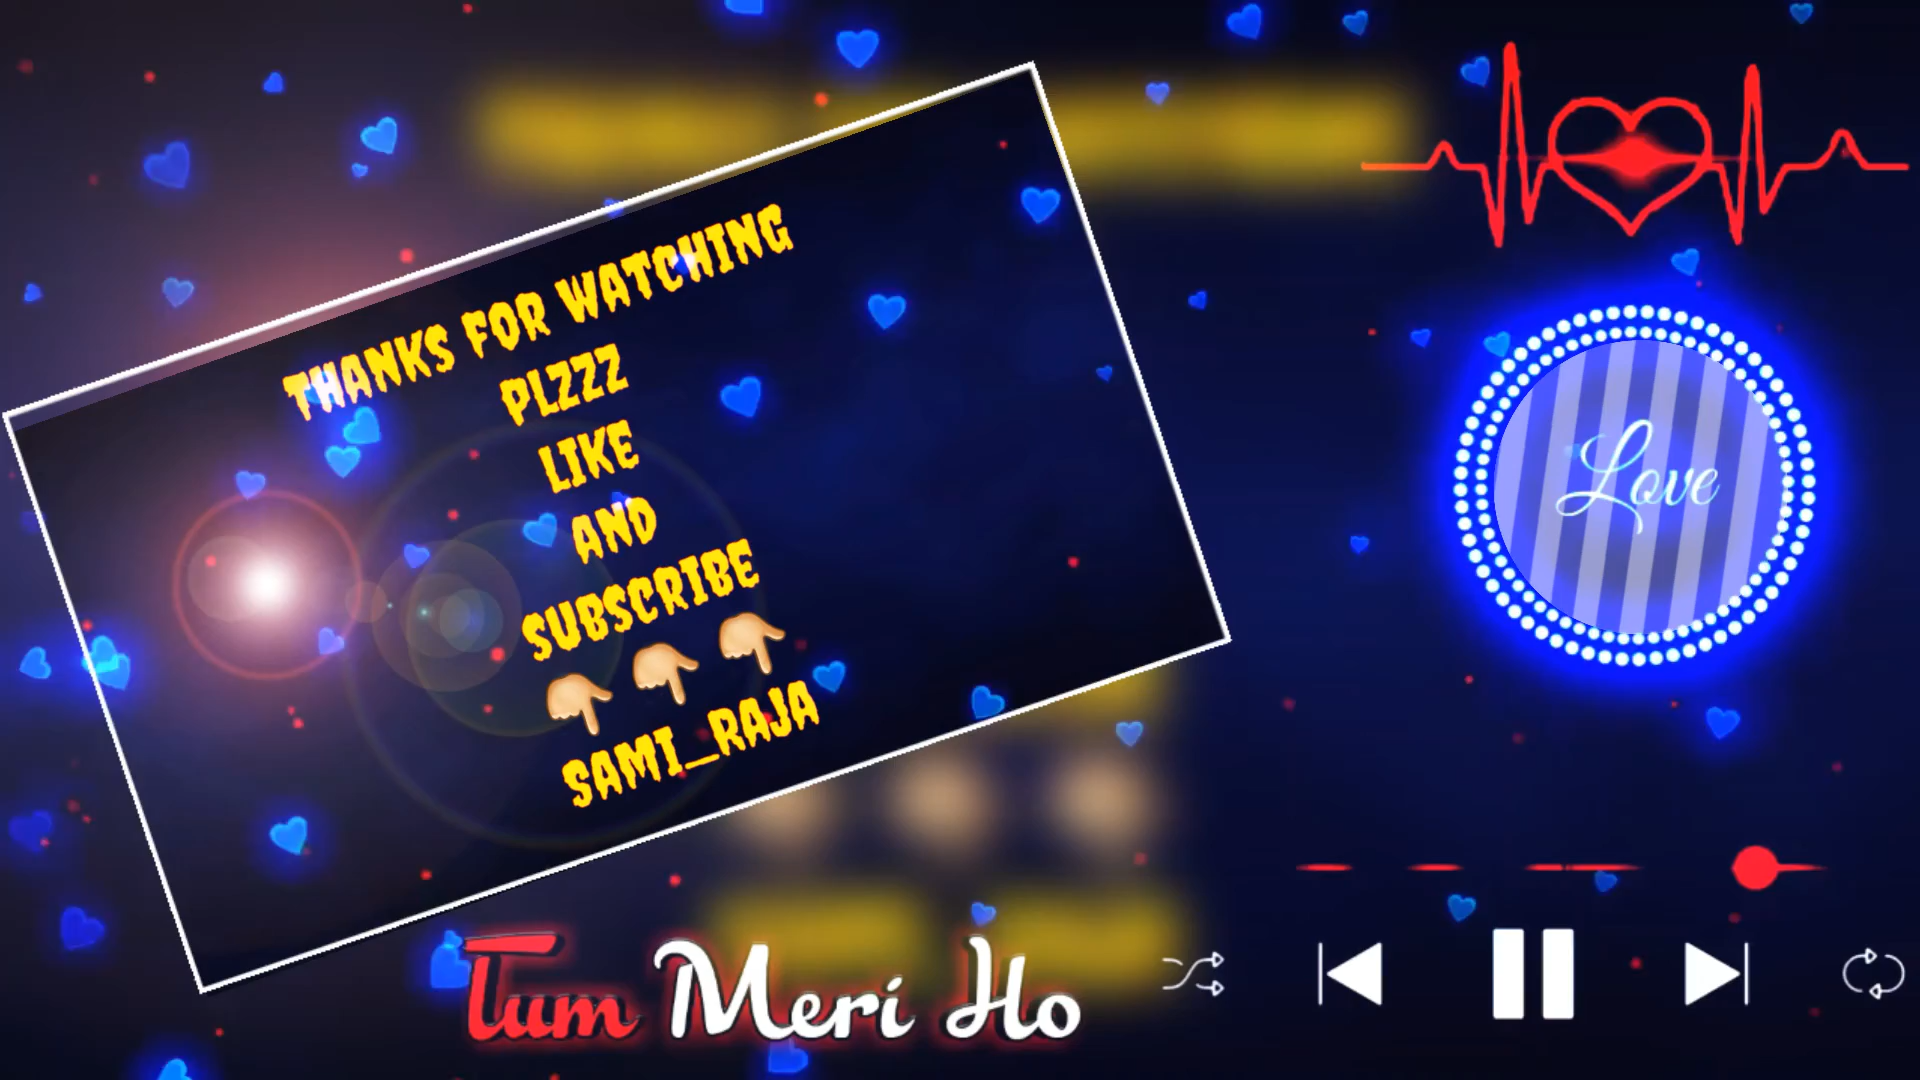 THANKS FOR WATCHING
PLZZZ
LIKE
AND
SUBSCRIBE
👇🏼 👇🏼 👇🏼
SAMI_RAJA
Love
Tum Meri Ho